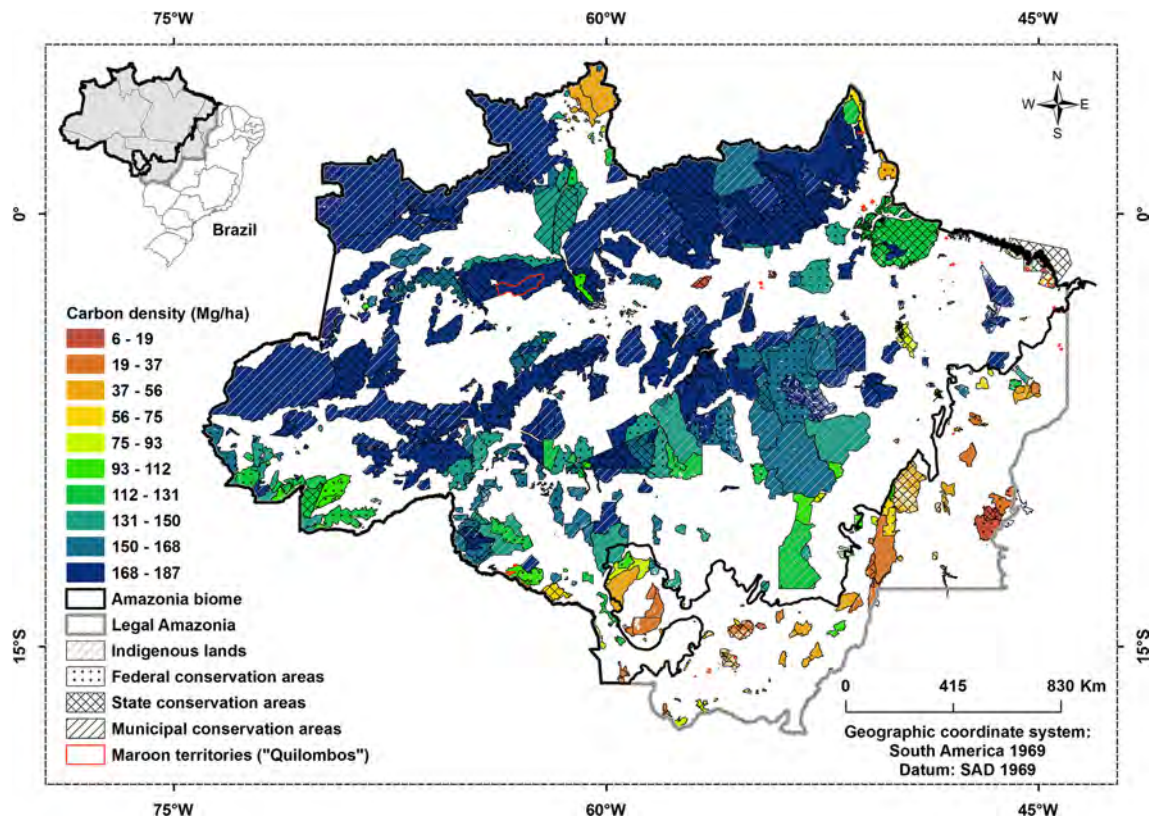 75°W 60°W 45°W
N
W E
S
Brazil
0° 0°
Carbon density (Mg/ha)
6 - 19
19 - 37
37 - 56
56 - 75
75 - 93
93 - 112
112 - 131
131 - 150
150 - 168
168 - 187
Amazonia biome
Legal Amazonia
Indigenous lands
Federal conservation areas
State conservation areas
Municipal conservation areas
Maroon territories ("Quilombos")
15°S 15°S
0 415 830 Km
Geographic coordinate system:
South America 1969
Datum: SAD 1969
75°W 60°W 45°W